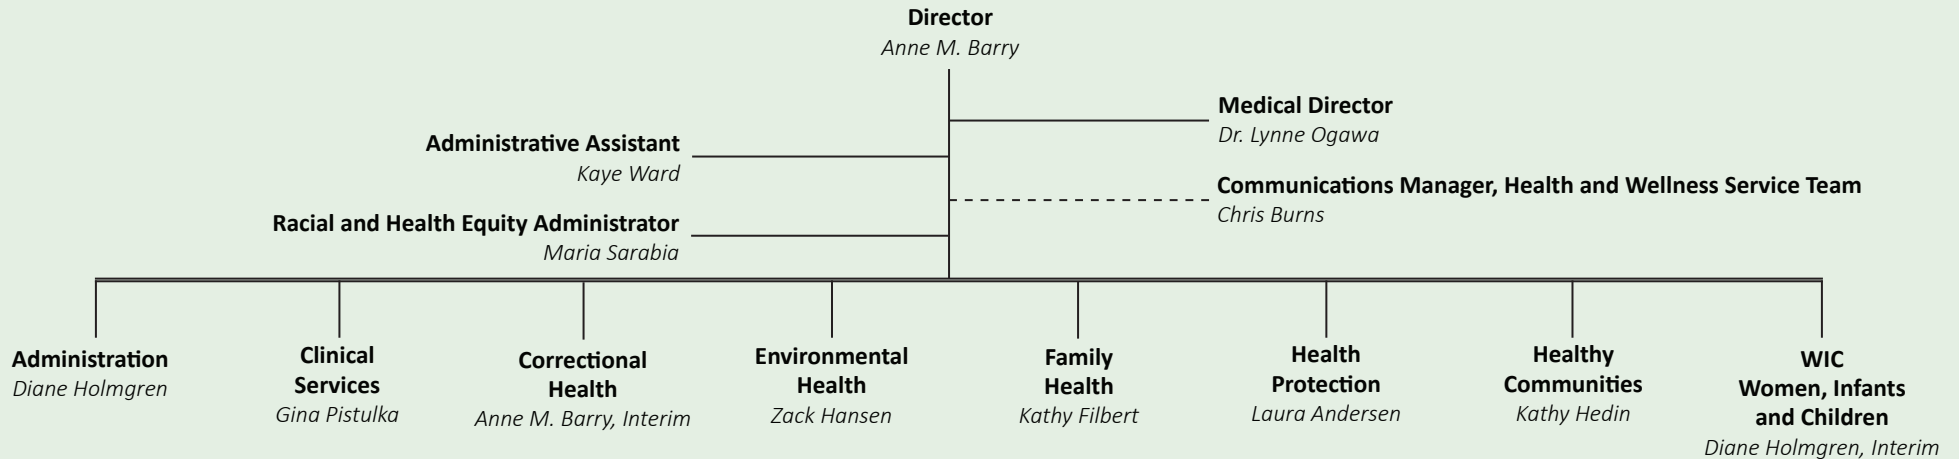 Director
Anne M. Barry
Medical Director
Dr. Lynne Ogawa
Administrative Assistant
Kaye Ward
Communications Manager, Health and Wellness Service Team
Chris Burns
Racial and Health Equity Administrator
Maria Sarabia
Administration
Diane Holmgren
Clinical
Services
Gina Pistulka
Correctional
Health
Anne M. Barry, Interim
Environmental
Health
Zack Hansen
Family
Health
Kathy Filbert
Health
Protection
Laura Andersen
Healthy
Communities
Kathy Hedin
WIC
Women, Infants
and Children
Diane Holmgren, Interim